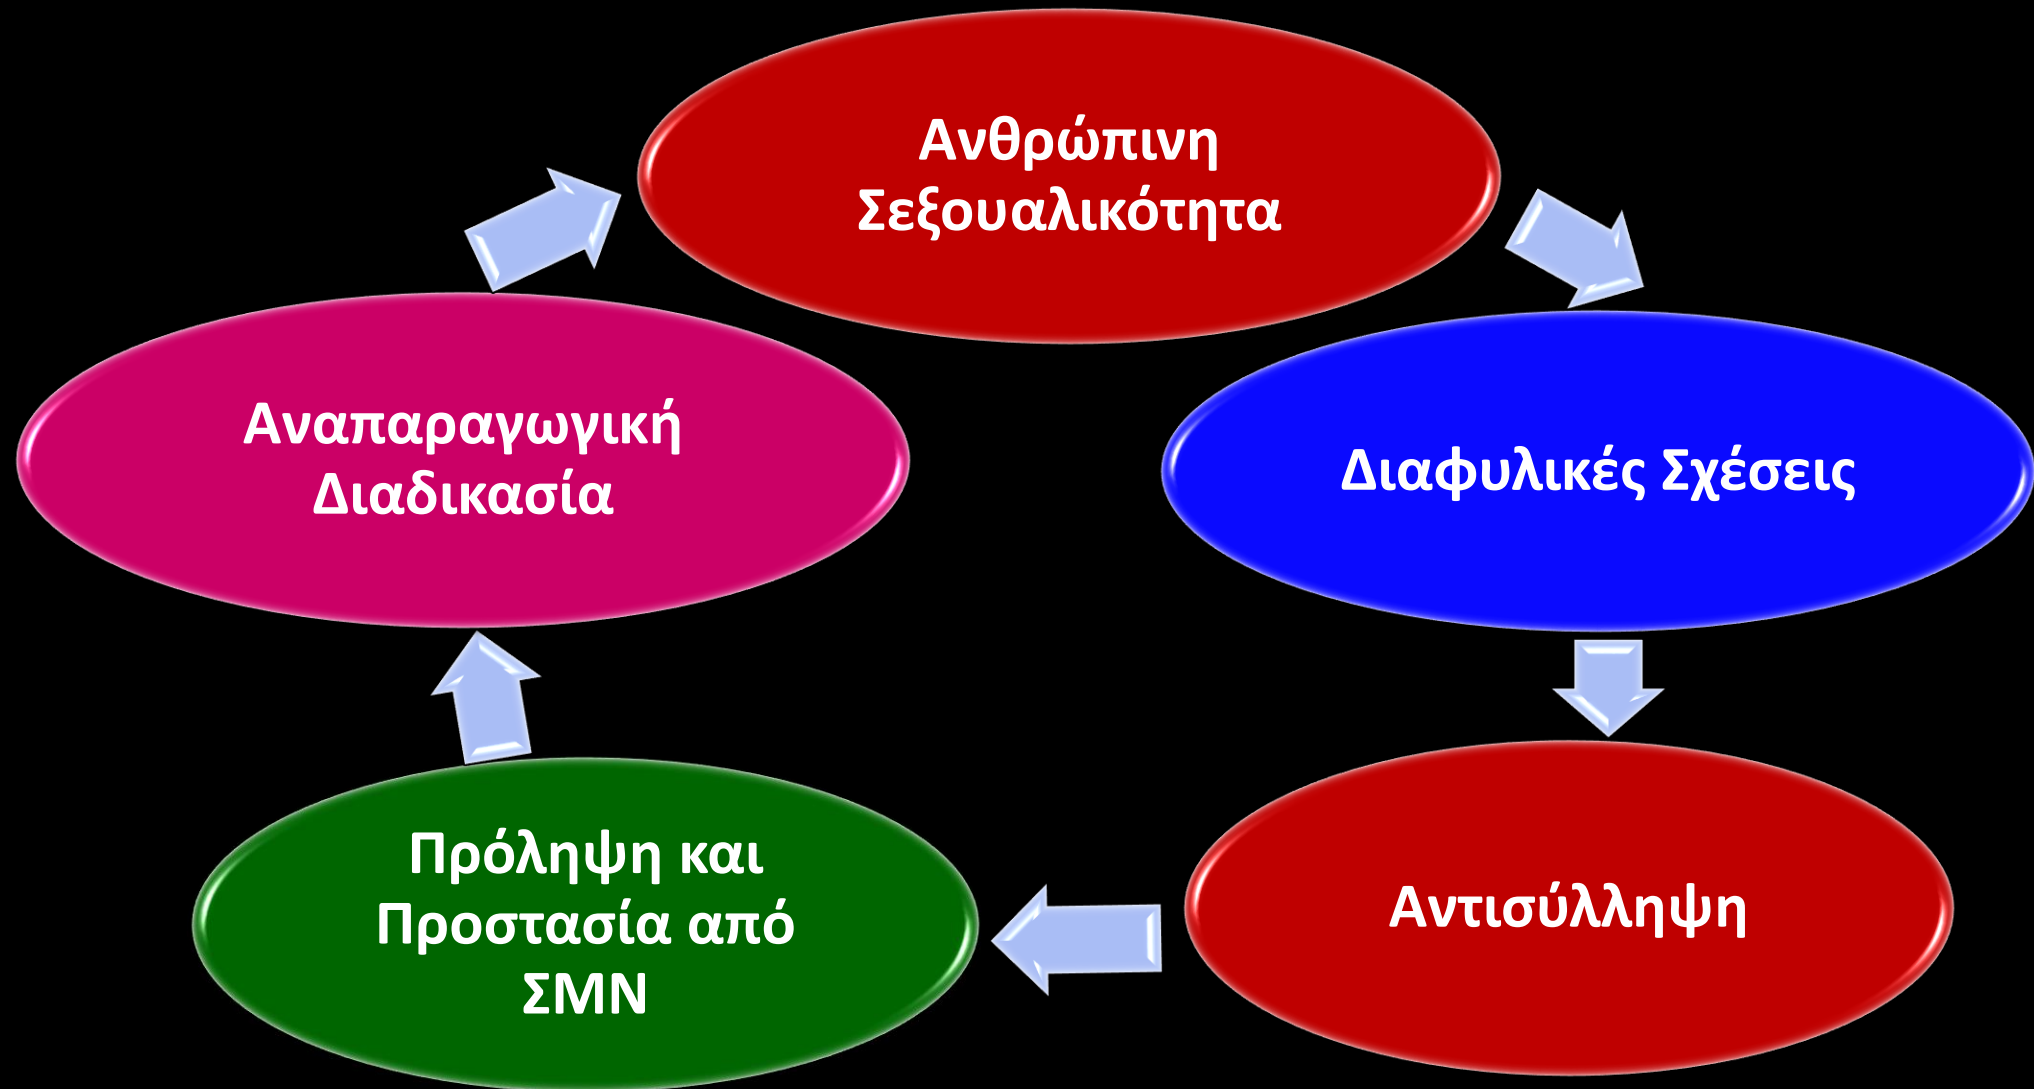 Ανθρώπινη
Σεξουαλικότητα
Διαφυλικές Σχέσεις
Αντισύλληψη
Πρόληψη και
Προστασία από
ΣΜΝ
Αναπαραγωγική
Διαδικασία